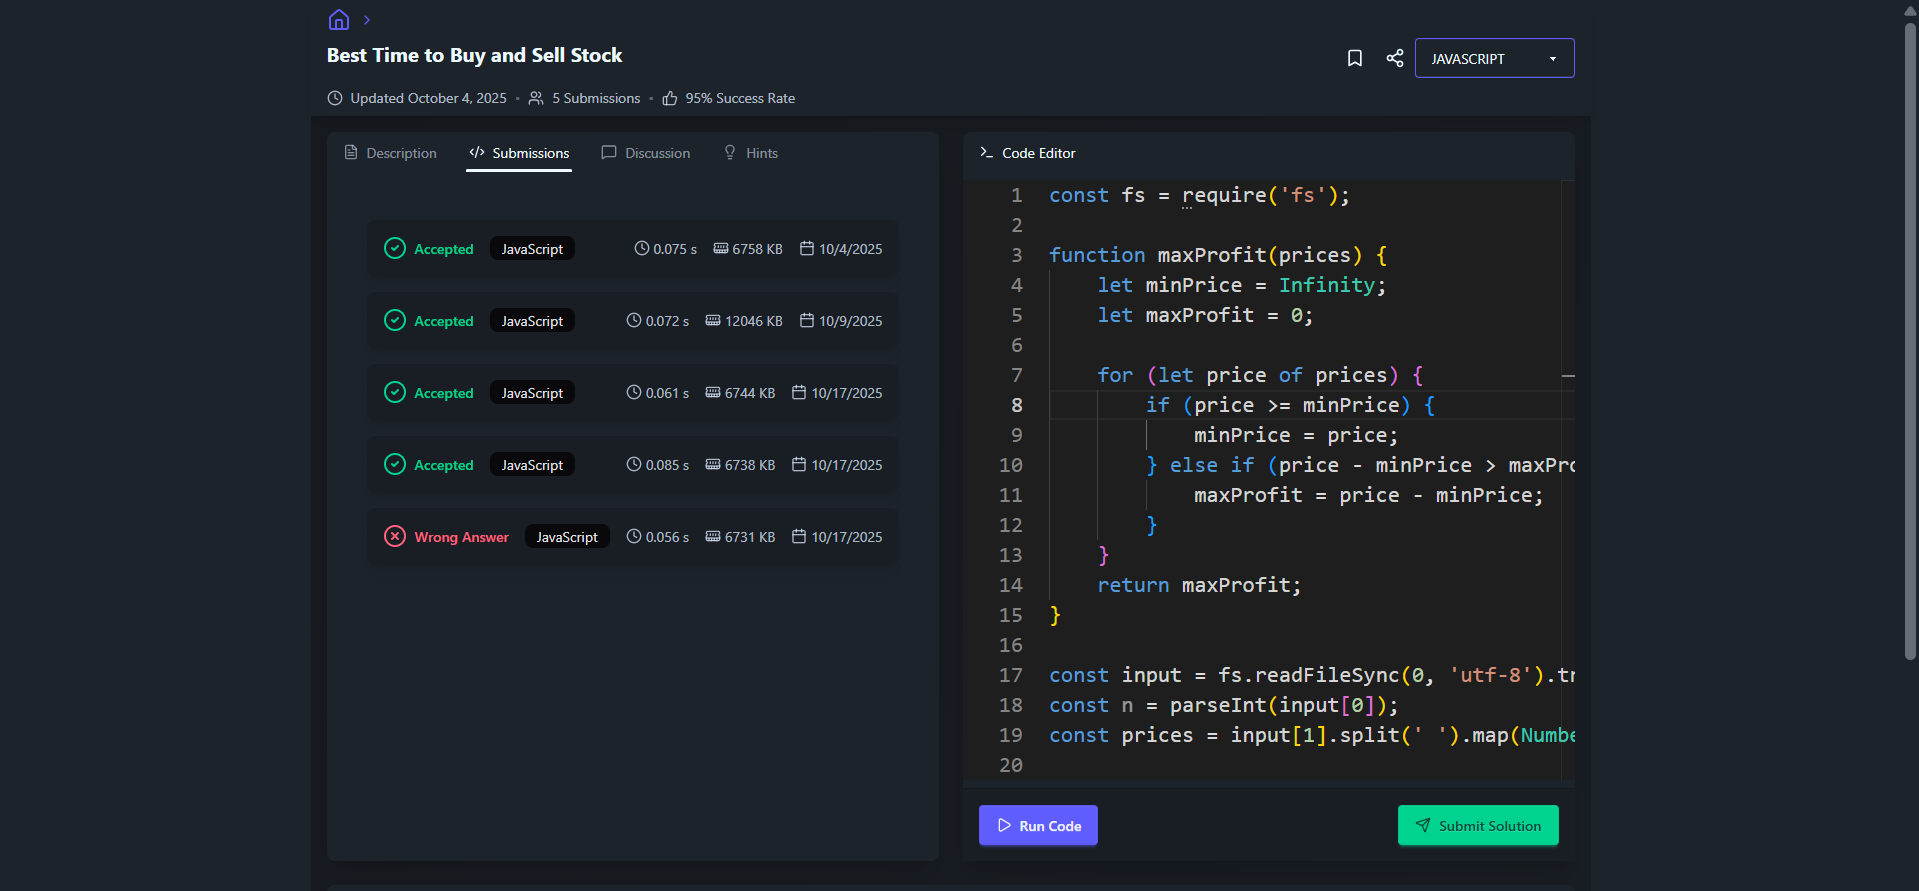 Best Time to Buy and Sell Stock
JAVASCRIPT
Updated October 4, 2025 • 5 Submissions • 95% Success Rate
Description
Submissions
Discussion
Hints
Accepted JavaScript 0.075 s 6758 KB 10/4/2025
Accepted JavaScript 0.072 s 12046 KB 10/9/2025
Accepted JavaScript 0.061 s 6744 KB 10/17/2025
Accepted JavaScript 0.085 s 6738 KB 10/17/2025
Wrong Answer JavaScript 0.056 s 6731 KB 10/17/2025
Code Editor
1 const fs = require('fs');
2
3 function maxProfit(prices) {
4 let minPrice = Infinity;
5 let maxProfit = 0;
6
7 for (let price of prices) {
8 if (price >= minPrice) {
9 minPrice = price;
10 } else if (price - minPrice > maxPro
11 maxProfit = price - minPrice;
12 }
13 }
14 return maxProfit;
15 }
16
17 const input = fs.readFileSync(0, 'utf-8').tr
18 const n = parseInt(input[0]);
19 const prices = input[1].split(' ').map(Numbe
20
Run Code
Submit Solution